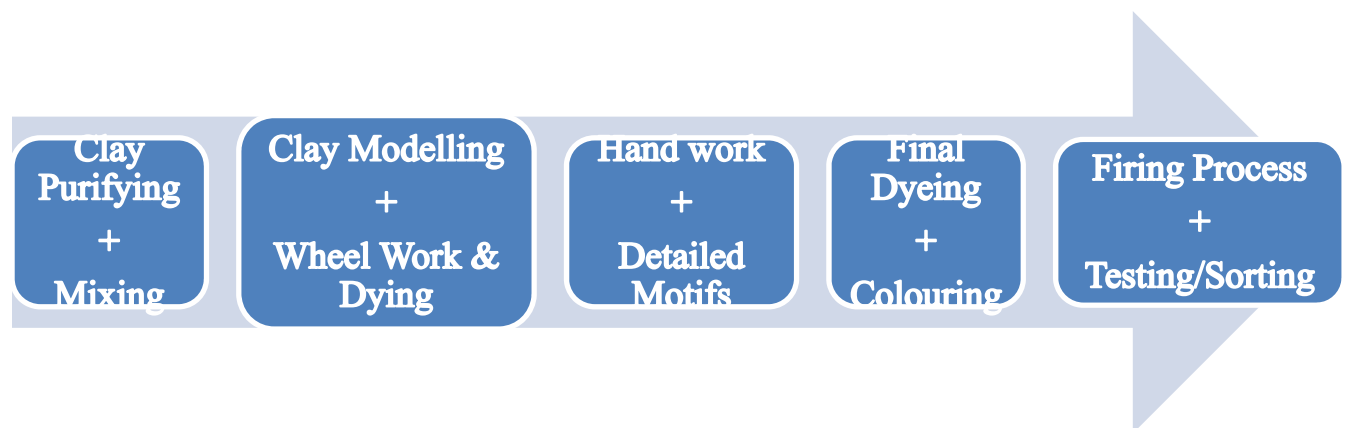 Clay
Purifying
+
Mixing
Clay Modelling
+
Wheel Work &
Dying
Hand work
+
Detailed
Motifs
Final
Dyeing
+
Colouring
Firing Process
+
Testing/Sorting